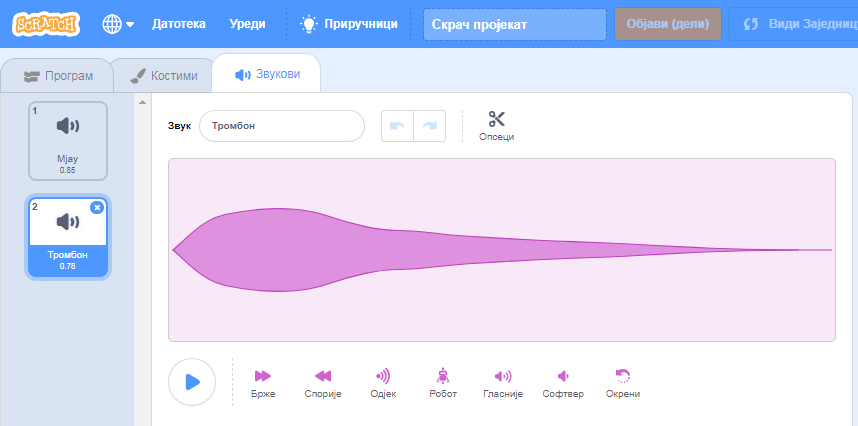 SCRATCH
Датотека
Уреди
Приручници
Скрач пројекат
Објави (дели)
Види Заједниц
Програм
Костими
Звукови
1
Мјау
0.85
2
Тромбон
0.78
Звук
Тромбон
Опсеци
Брже
Спорије
Одјек
Робот
Гласније
Софтвер
Окрени